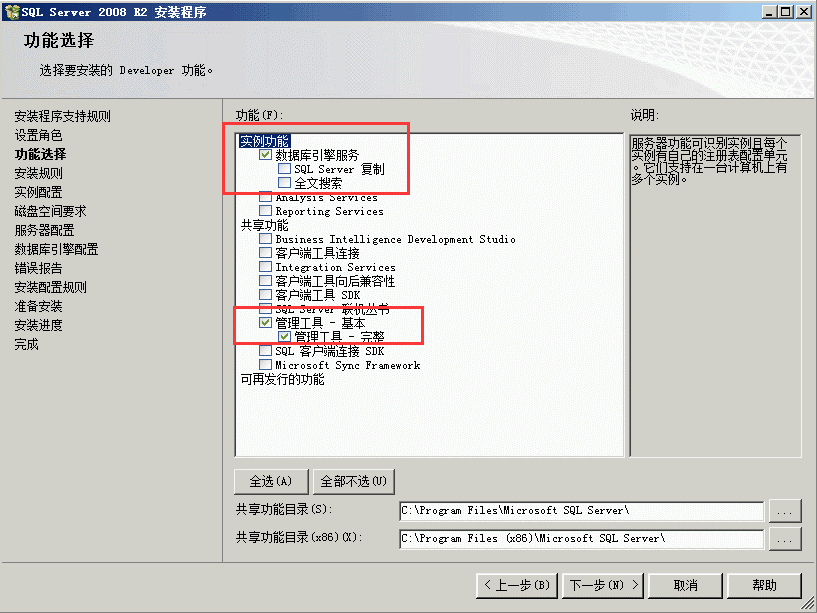 SQL Server 2008 R2 安装程序
功能选择
选择要安装的 Developer 功能。
安装程序支持规则
设置角色
功能选择
安装规则
实例配置
磁盘空间要求
服务器配置
数据库引擎配置
错误报告
安装配置规则
准备安装
安装进度
完成
功能(F):
实例功能
数据库引擎服务
SQL Server 复制
全文搜索
Analysis Services
Reporting Services
共享功能
Business Intelligence Development Studio
客户端工具连接
Integration Services
客户端工具向后兼容性
客户端工具 SDK
SQL Server 联机丛书
管理工具 - 基本
管理工具 - 完整
SQL 客户端连接 SDK
Microsoft Sync Framework
可再发行的功能
说明:
服务器功能可识别实例且每个
实例有自己的注册表配置单元
。它们支持在一台计算机上有
多个实例。
全选(A)
全部不选(U)
共享功能目录(S):
C:\Program Files\Microsoft SQL Server\
...
共享功能目录(x86)(X):
C:\Program Files (x86)\Microsoft SQL Server\
...
< 上一步(B)
下一步(N) >
取消
帮助